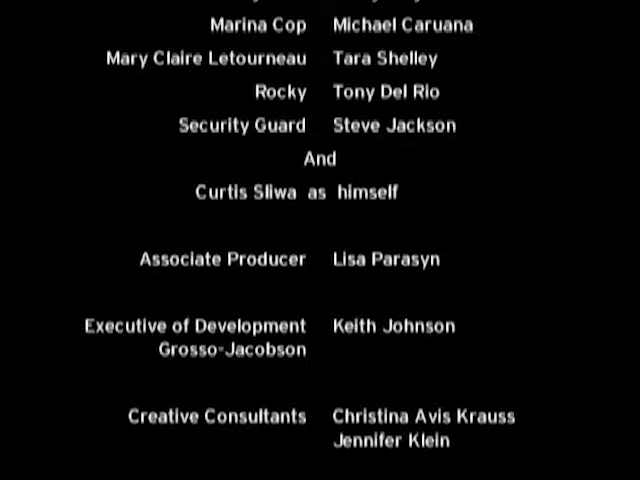 Marina Cop Michael Caruana
Mary Claire Letourneau Tara Shelley
Rocky Tony Del Rio
Security Guard Steve Jackson
And
Curtis Sliwa as himself
Associate Producer Lisa Parasyn
Executive of Development Keith Johnson
Grosso-Jacobson
Creative Consultants Christina Avis Krauss
Jennifer Klein